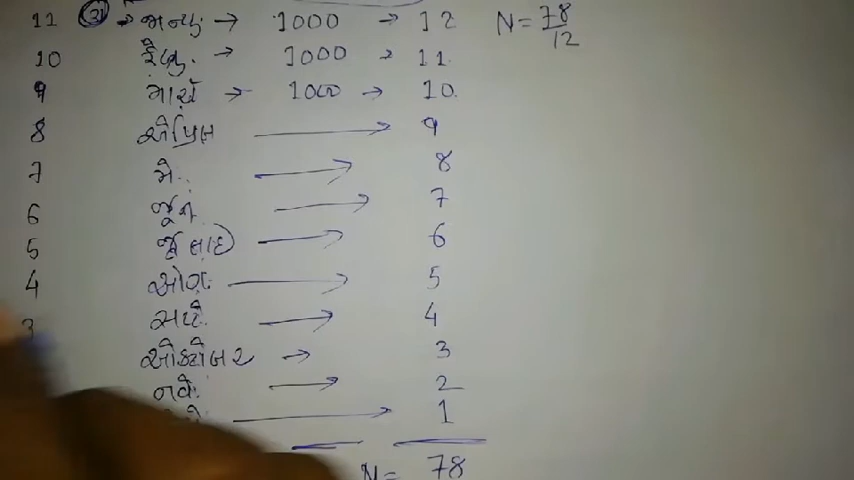 11 → જાન્યુ → 1000 → 12 N = 78/12
10 ફેબ્રુ. → 1000 → 11.
9 માર્ચ → 1000 → 10.
8 એપ્રિલ → 9
7 મે.. → 8
6 જૂન → 7
5 જુલાઈ → 6
4 ઓગ. → 5
3 સપ્ટે. → 4
ઓક્ટોબર → 3
નવે. → 2
→ 1
N = 78